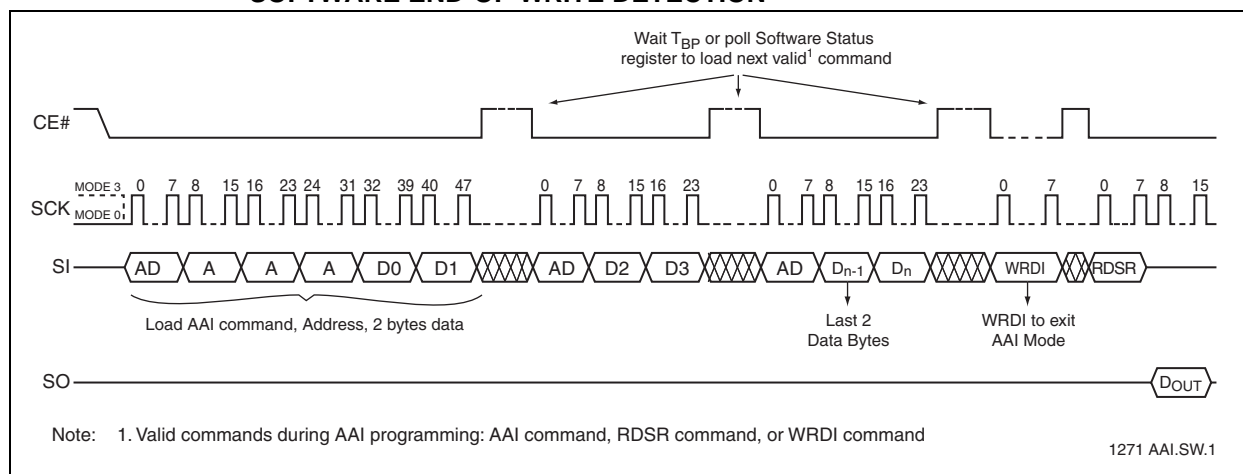 SOFTWARE END-OF-WRITE DETECTION
Wait TBP or poll Software Status
register to load next valid1 command
CE#
MODE 3 0 7 8 15 16 23 24 31 32 39 40 47 0 7 8 15 16 23 0 7 8 15 16 23 0 7 0 7 8 15
SCK MODE 0
SI AD A A A D0 D1 AD D2 D3 AD Dn-1 Dn WRDI RDSR
Load AAI command, Address, 2 bytes data
Last 2
Data Bytes
WRDI to exit
AAI Mode
SO DOUT
Note: 1. Valid commands during AAI programming: AAI command, RDSR command, or WRDI command
1271 AAI.SW.1